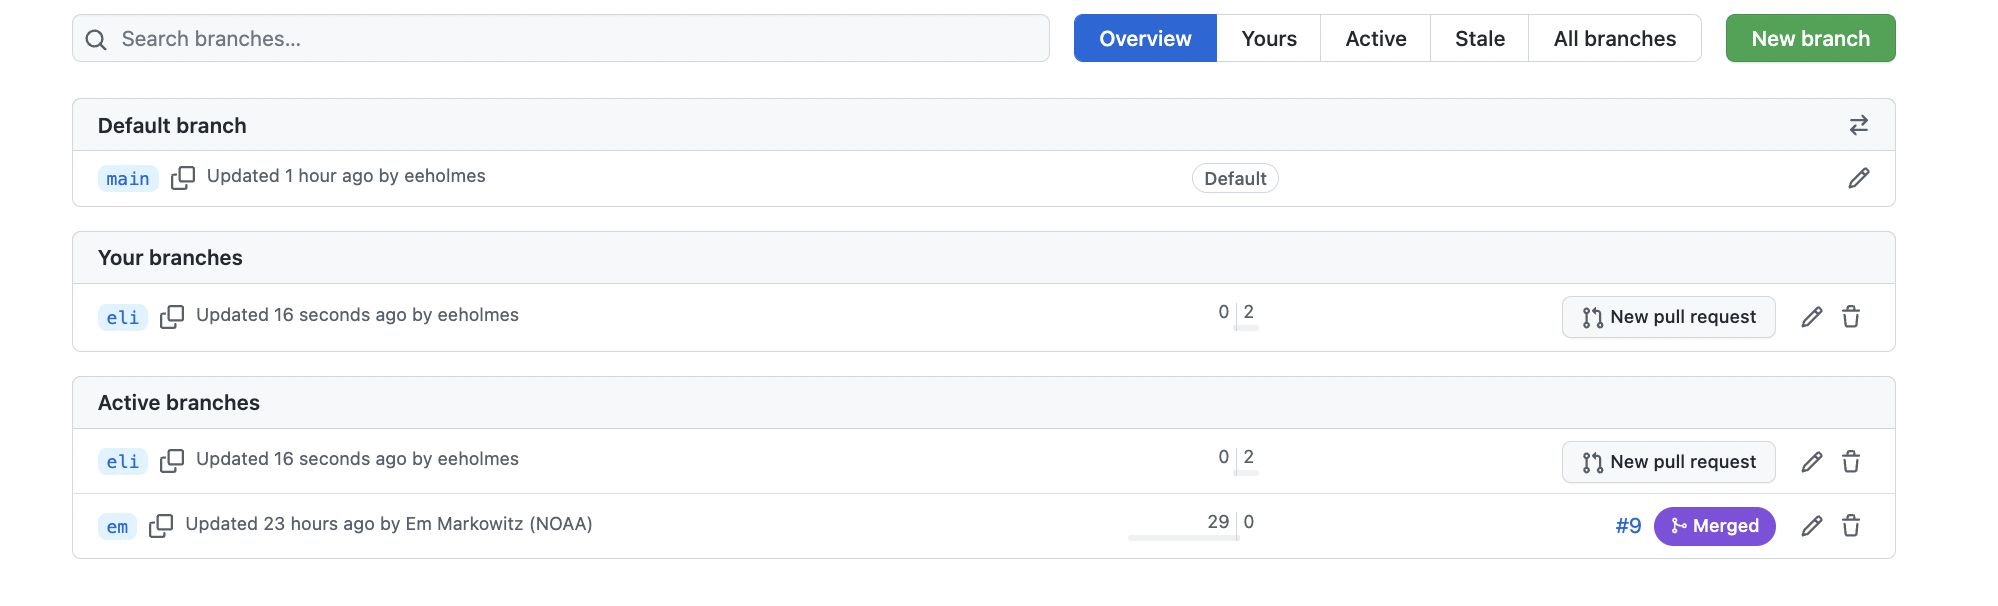 Search branches...
Overview Yours Active Stale All branches New branch
Default branch
main Updated 1 hour ago by eeholmes Default
Your branches
eli Updated 16 seconds ago by eeholmes 0 2 New pull request
Active branches
eli Updated 16 seconds ago by eeholmes 0 2 New pull request
em Updated 23 hours ago by Em Markowitz (NOAA) 29 0 #9 Merged